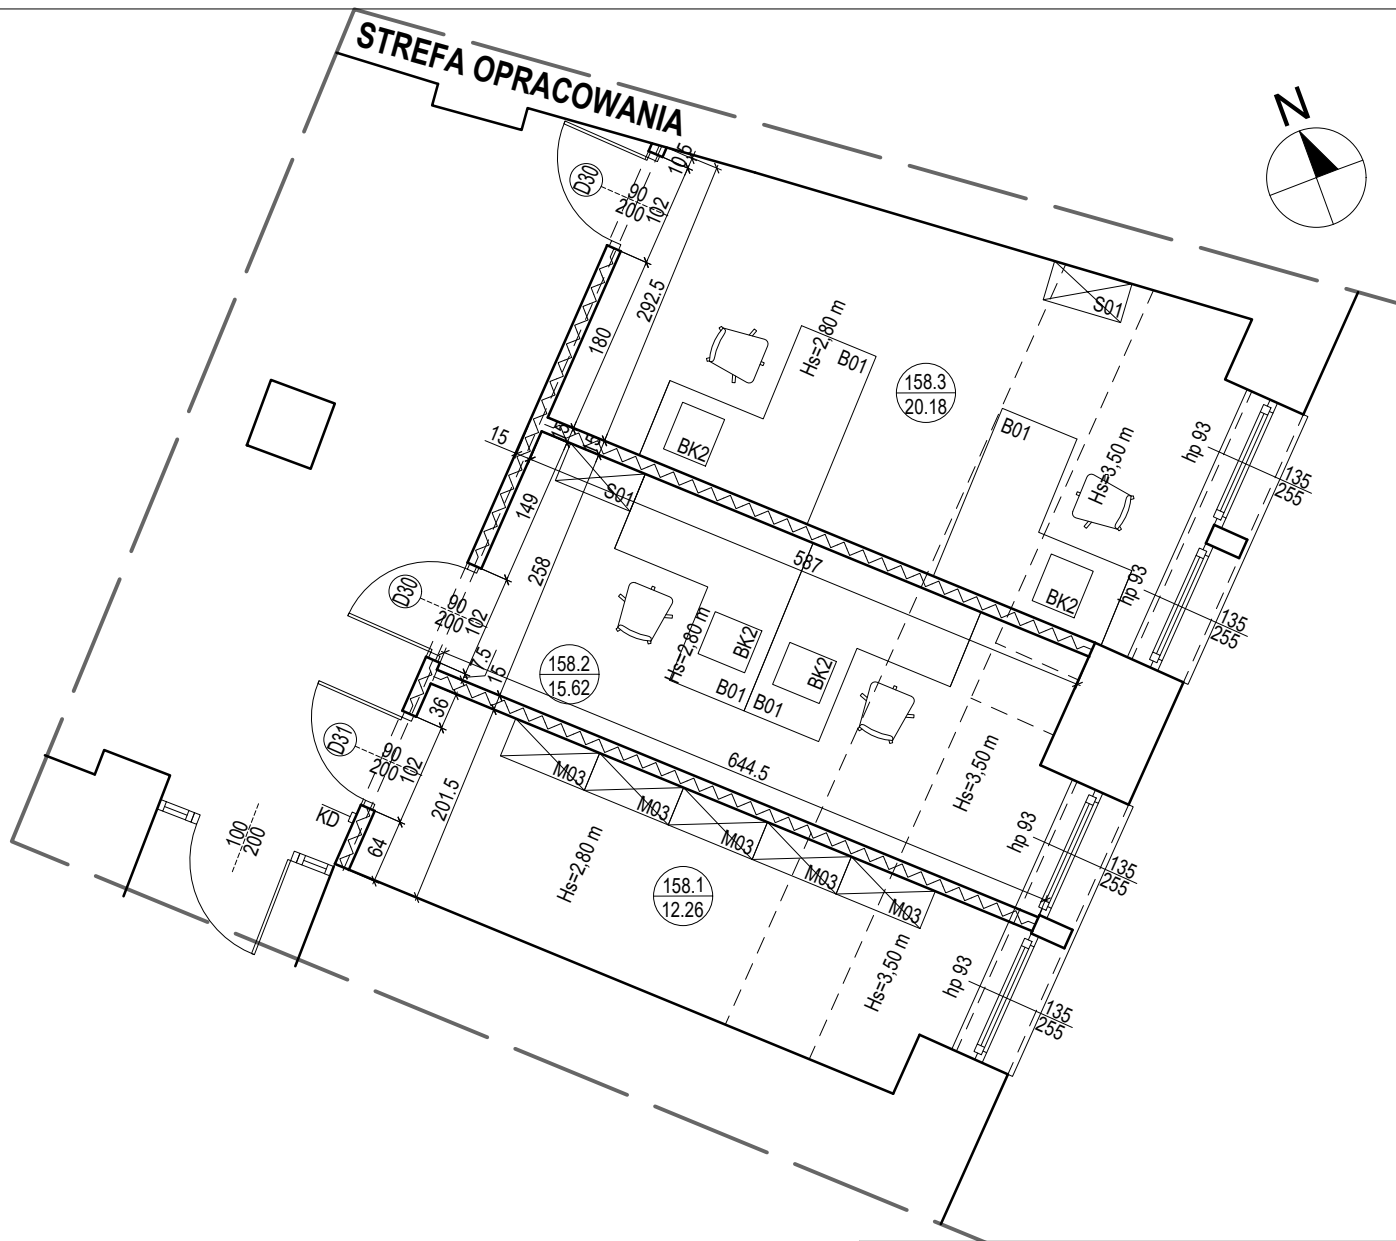 STREFA OPRACOWANIA
N
10.5
D30
90
200
102
292.5
180
Hs=2,80 m
B01
158.3
20.18
S01
B01
Hs=3,50 m
hp 93
135
255
BK2
15
15
15
149
S01
258
587
BK2
hp 93
135
255
D30
90
200
102
7.5
15
158.2
15.62
Hs=2,80 m
BK2
BK2
B01
B01
36
D31
90
200
102
201.5
644.5
Hs=3,50 m
M03
M03
M03
M03
M03
hp 93
135
255
KD
64
100
200
Hs=2,80 m
158.1
12.26
Hs=3,50 m
hp 93
135
255